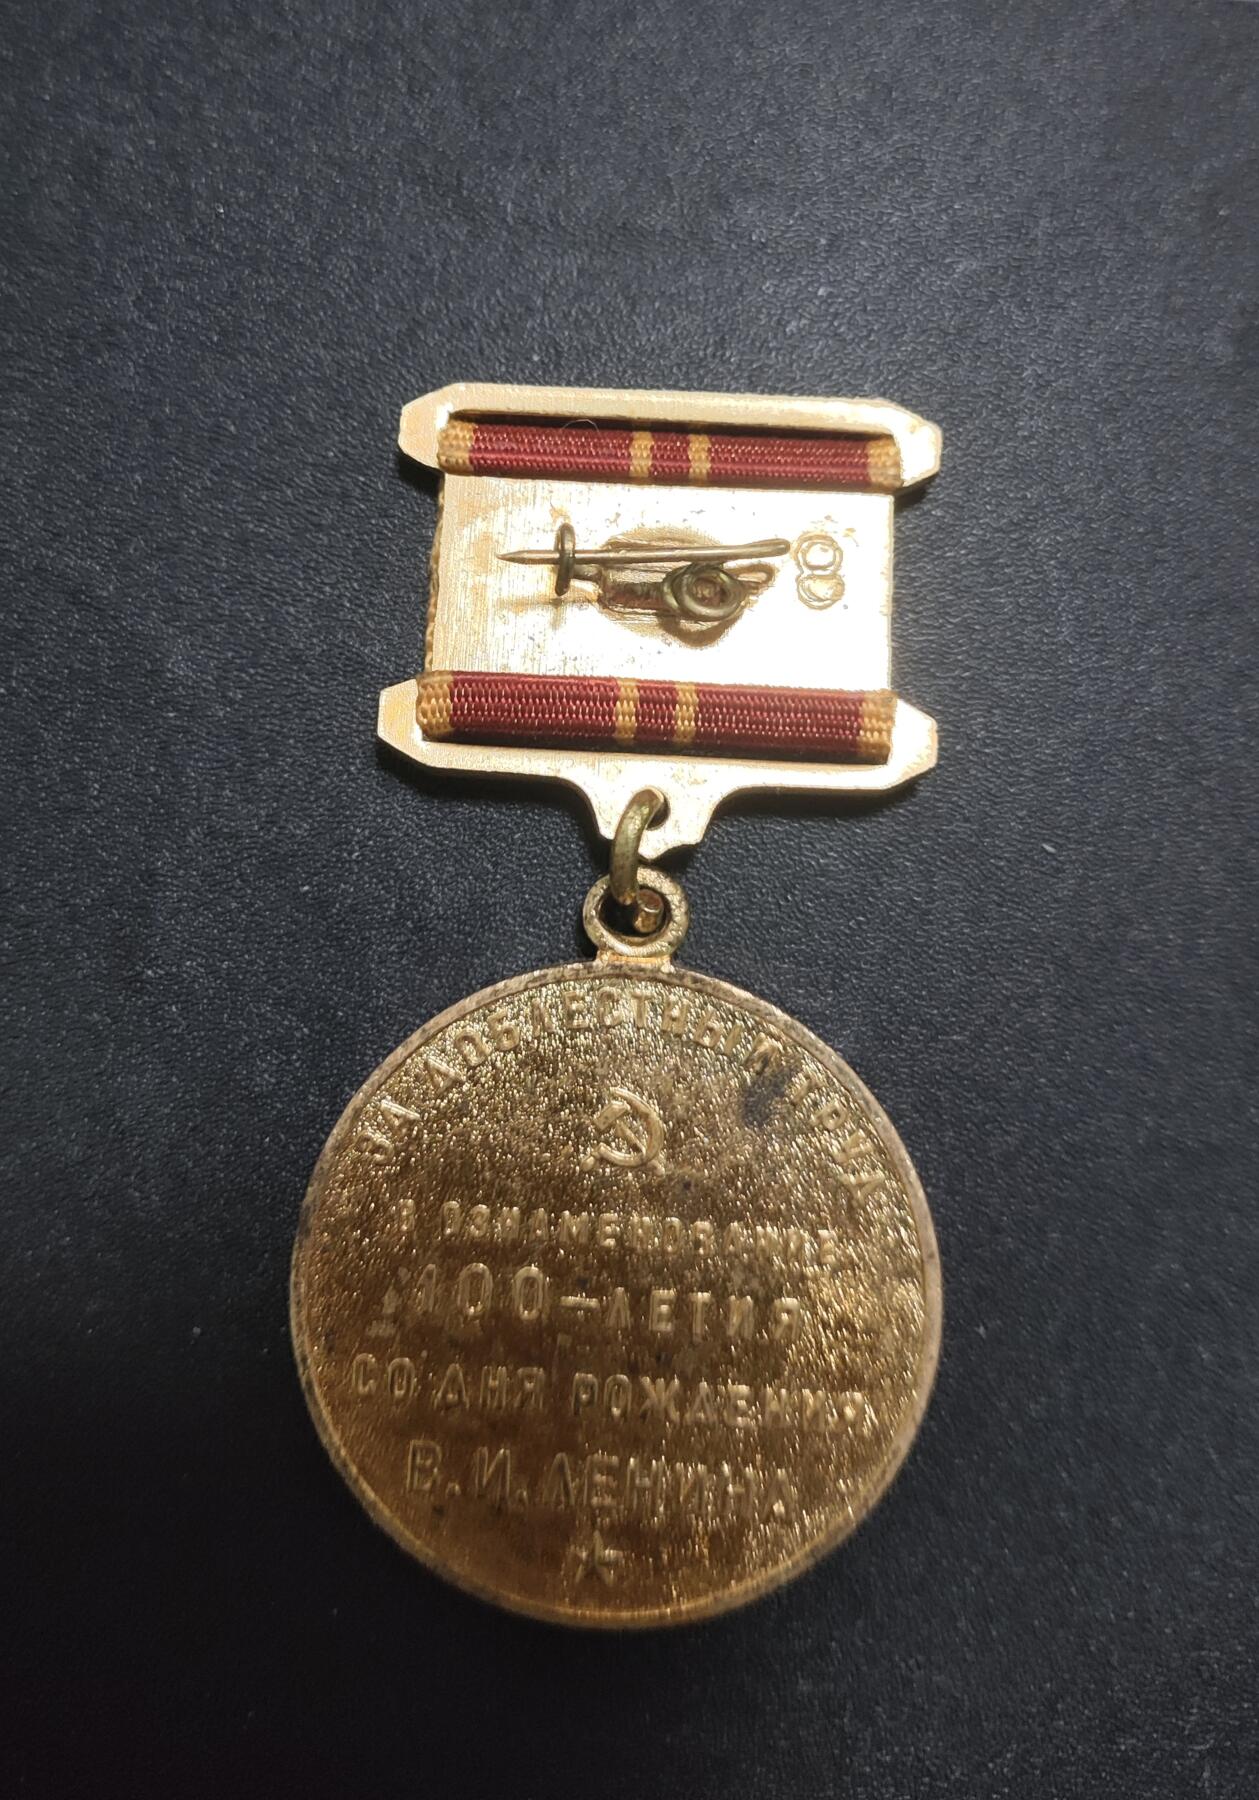 ЗА ДОБЛЕСТНЫЙ ТРУД
В ОЗНАМЕНОВАНИЕ
100-ЛЕТИЯ
СО ДНЯ РОЖДЕНИЯ
В.И.ЛЕНИНА